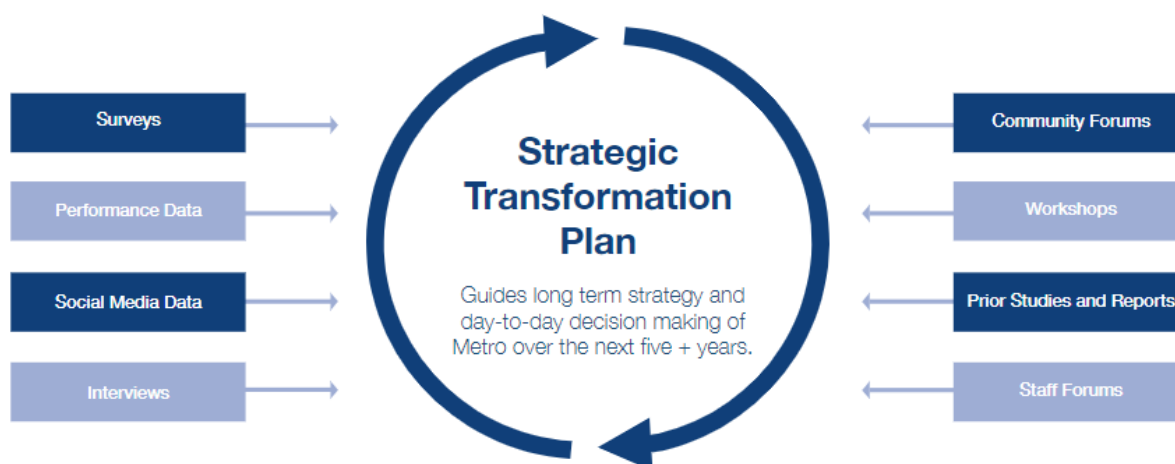 Surveys
Performance Data
Social Media Data
Interviews
Strategic
Transformation
Plan
Guides long term strategy and
day-to-day decision making of
Metro over the next five + years.
Community Forums
Workshops
Prior Studies and Reports
Staff Forums